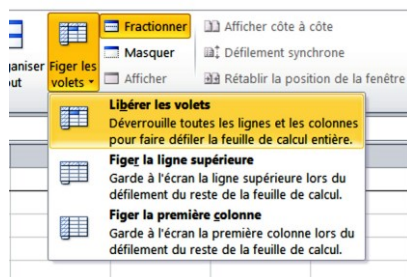 Fractionner
Afficher côte à côte
Masquer
Défilement synchrone
ganiser Figer les
out volets
Afficher
Rétablir la position de la fenêtre
Libérer les volets
Déverrouille toutes les lignes et les colonnes
pour faire défiler la feuille de calcul entière.
Figer la ligne supérieure
Garde à l'écran la ligne supérieure lors du
défilement du reste de la feuille de calcul.
Figer la première colonne
Garde à l'écran la première colonne lors du
défilement du reste de la feuille de calcul.